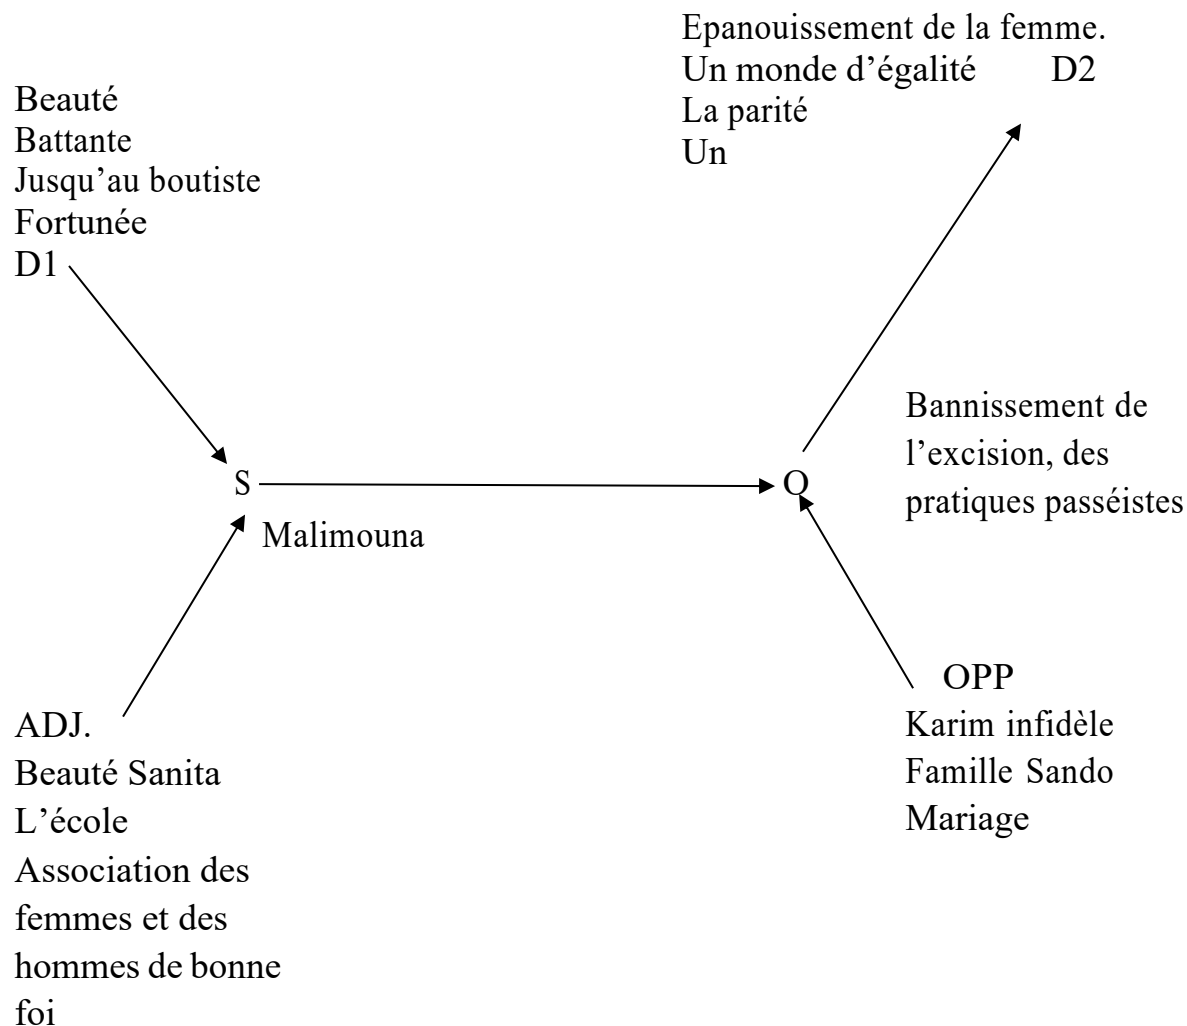 Epanouissement de la femme.
Un monde d’égalité D2
La parité
Un
Beauté
Battante
Jusqu’au boutiste
Fortunée
D1
Bannissement de
l’excision, des
pratiques passéistes
S
O
Malimouna
OPP
Karim infidèle
Famille Sando
Mariage
ADJ.
Beauté Sanita
L’école
Association des
femmes et des
hommes de bonne
foi